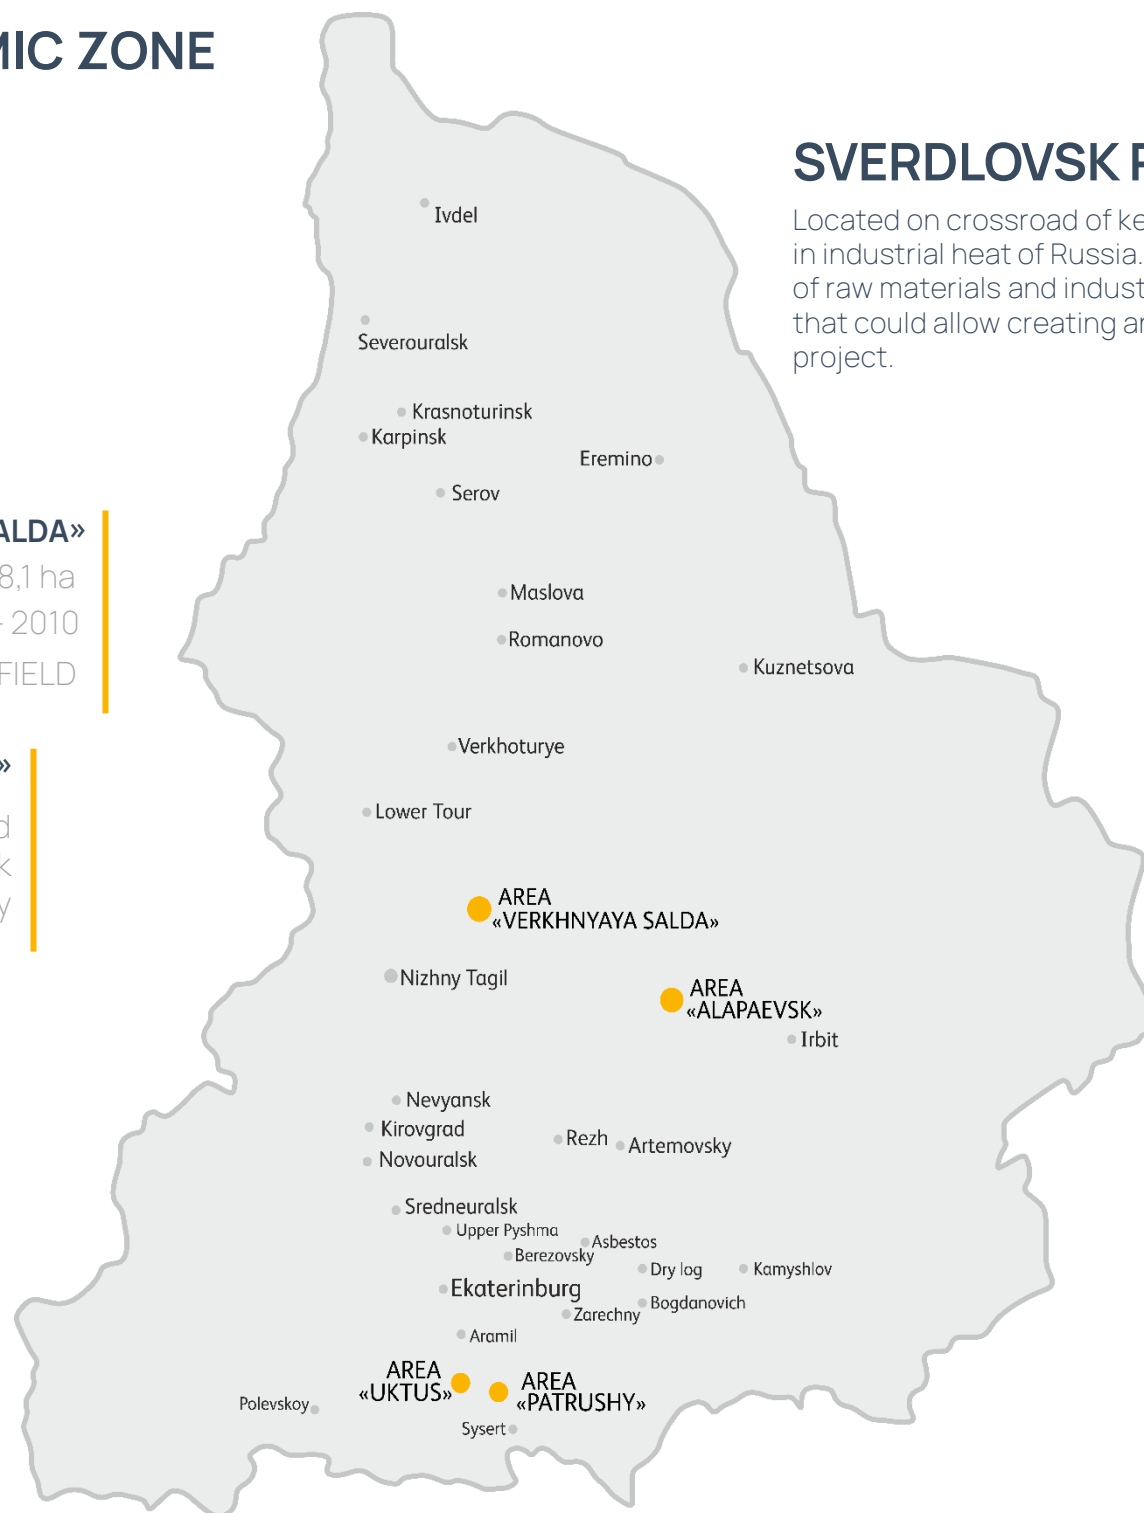 MIC ZONE
SVERDLOVSK P
Located on crossroad of ke
in industrial heat of Russia.
of raw materials and indust
that could allow creating ar
project.
Ivdel
Severouralsk
Krasnoturinsk
Karpinsk
Eremino
Serov
ALDA»
8,1 ha
- 2010
FIELD
Maslova
Romanovo
Kuznetsova
Verkhoturye
»
d
k
y
Lower Tour
AREA
«VERKHNYAYA SALDA»
Nizhny Tagil
AREA
«ALAPAEVSK»
Irbit
Nevyansk
Kirovgrad
Rezh
Artemovsky
Novouralsk
Sredneuralsk
Upper Pyshma
Asbestos
Berezovsky
Dry log
Kamyshlov
Ekaterinburg
Bogdanovich
Zarechny
Aramil
AREA
«UKTUS»
AREA
«PATRUSHY»
Polevskoy
Sysert